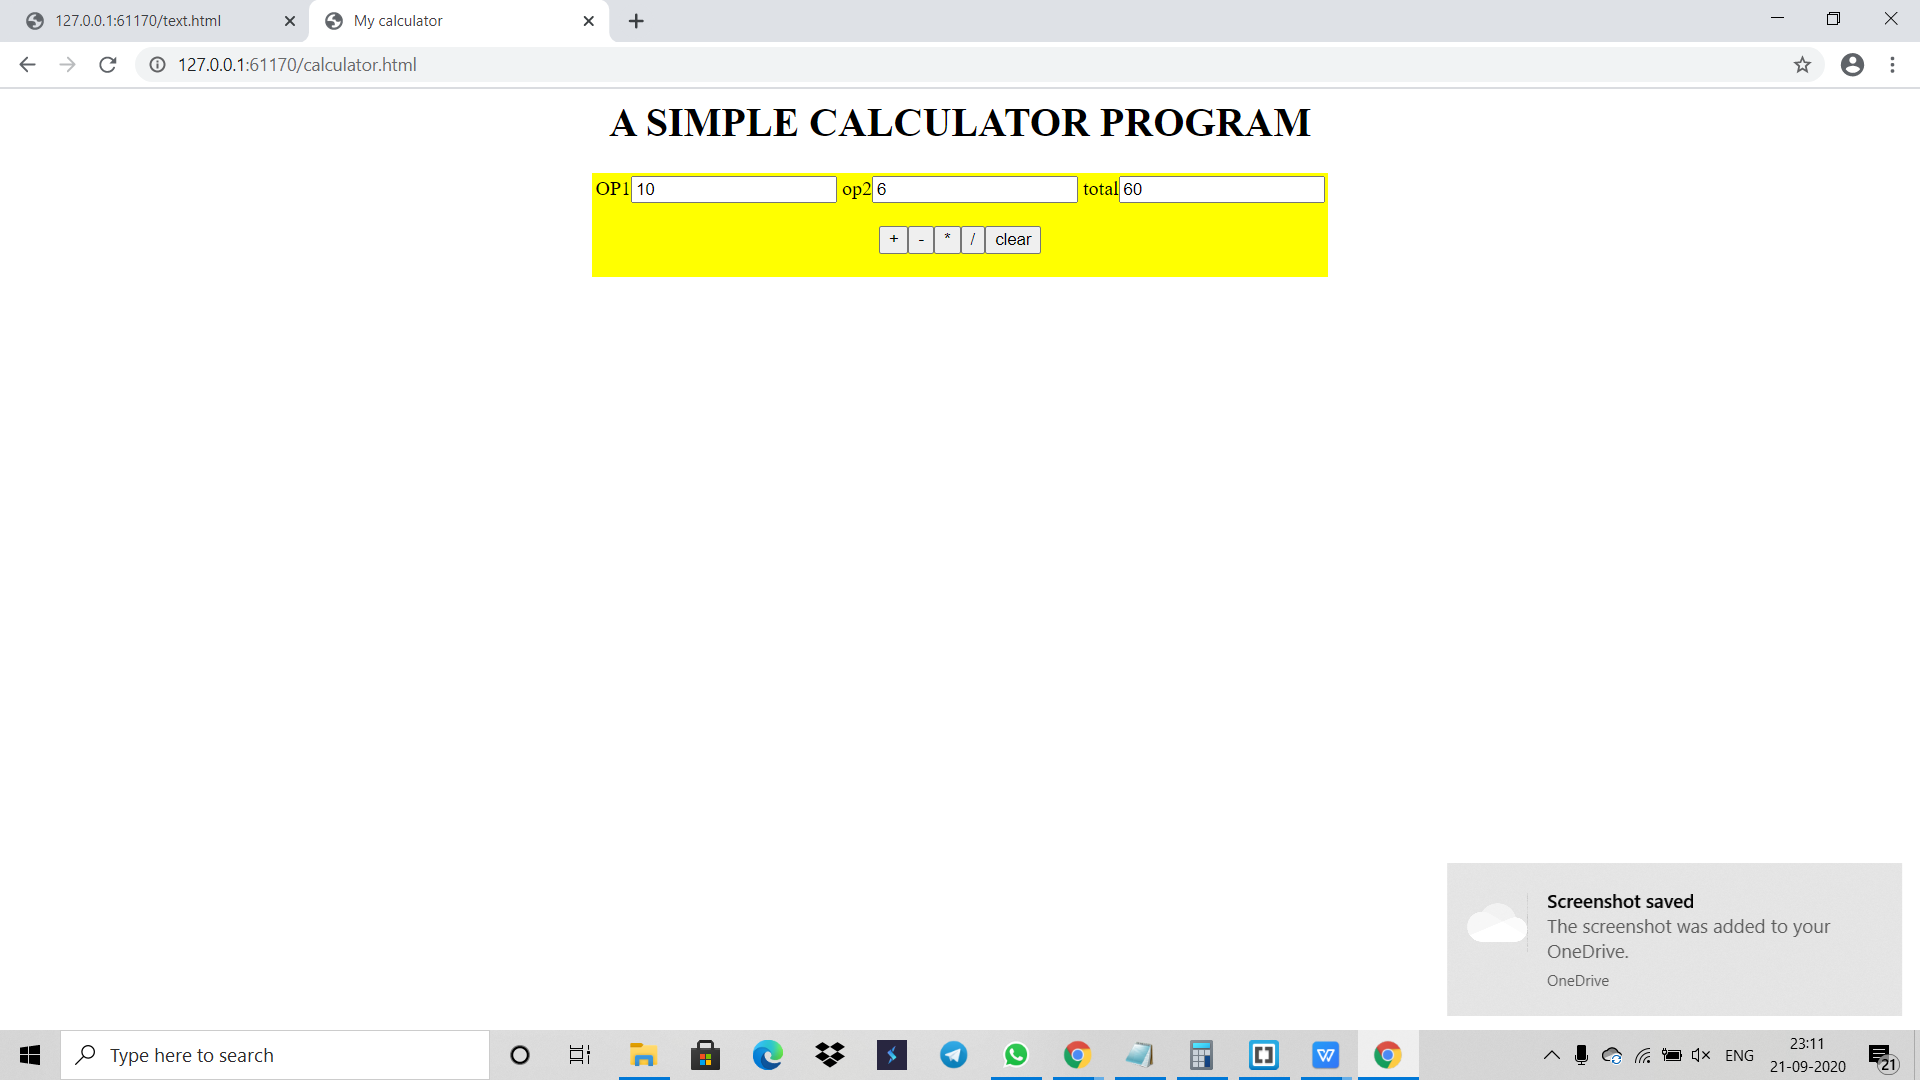 127.0.0.1:61170/text.html
My calculator
127.0.0.1:61170/calculator.html
A SIMPLE CALCULATOR PROGRAM
OP1 10 op2 6 total 60
+ - * / clear
Screenshot saved
The screenshot was added to your
OneDrive.
OneDrive
Type here to search
ENG
23:11
21-09-2020
21